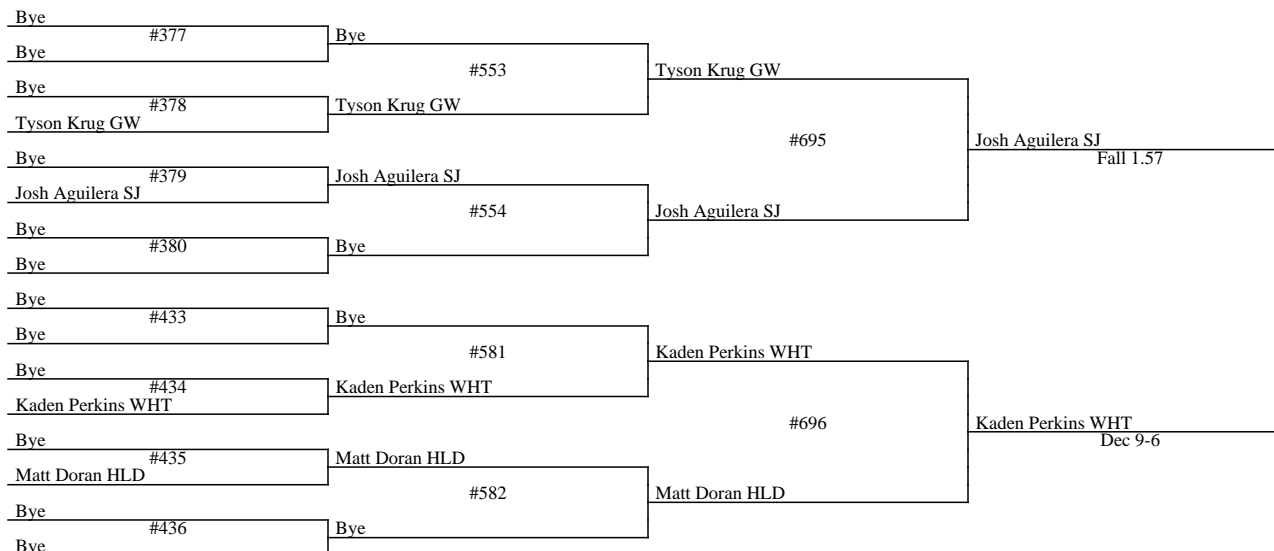 Bye
#377
Bye
Bye
#553
Bye
#378
Tyson Krug GW
Tyson Krug GW
Tyson Krug GW
#695
Josh Aguilera SJ
Fall 1.57
Bye
#379
Josh Aguilera SJ
Josh Aguilera SJ
#554
Josh Aguilera SJ
Bye
#380
Bye
Bye
Bye
#433
Bye
Bye
#581
Kaden Perkins WHT
Bye
#434
Kaden Perkins WHT
Kaden Perkins WHT
#696
Kaden Perkins WHT
Dec 9-6
Bye
#435
Matt Doran HLD
Matt Doran HLD
#582
Matt Doran HLD
Bye
#436
Bye
Bye